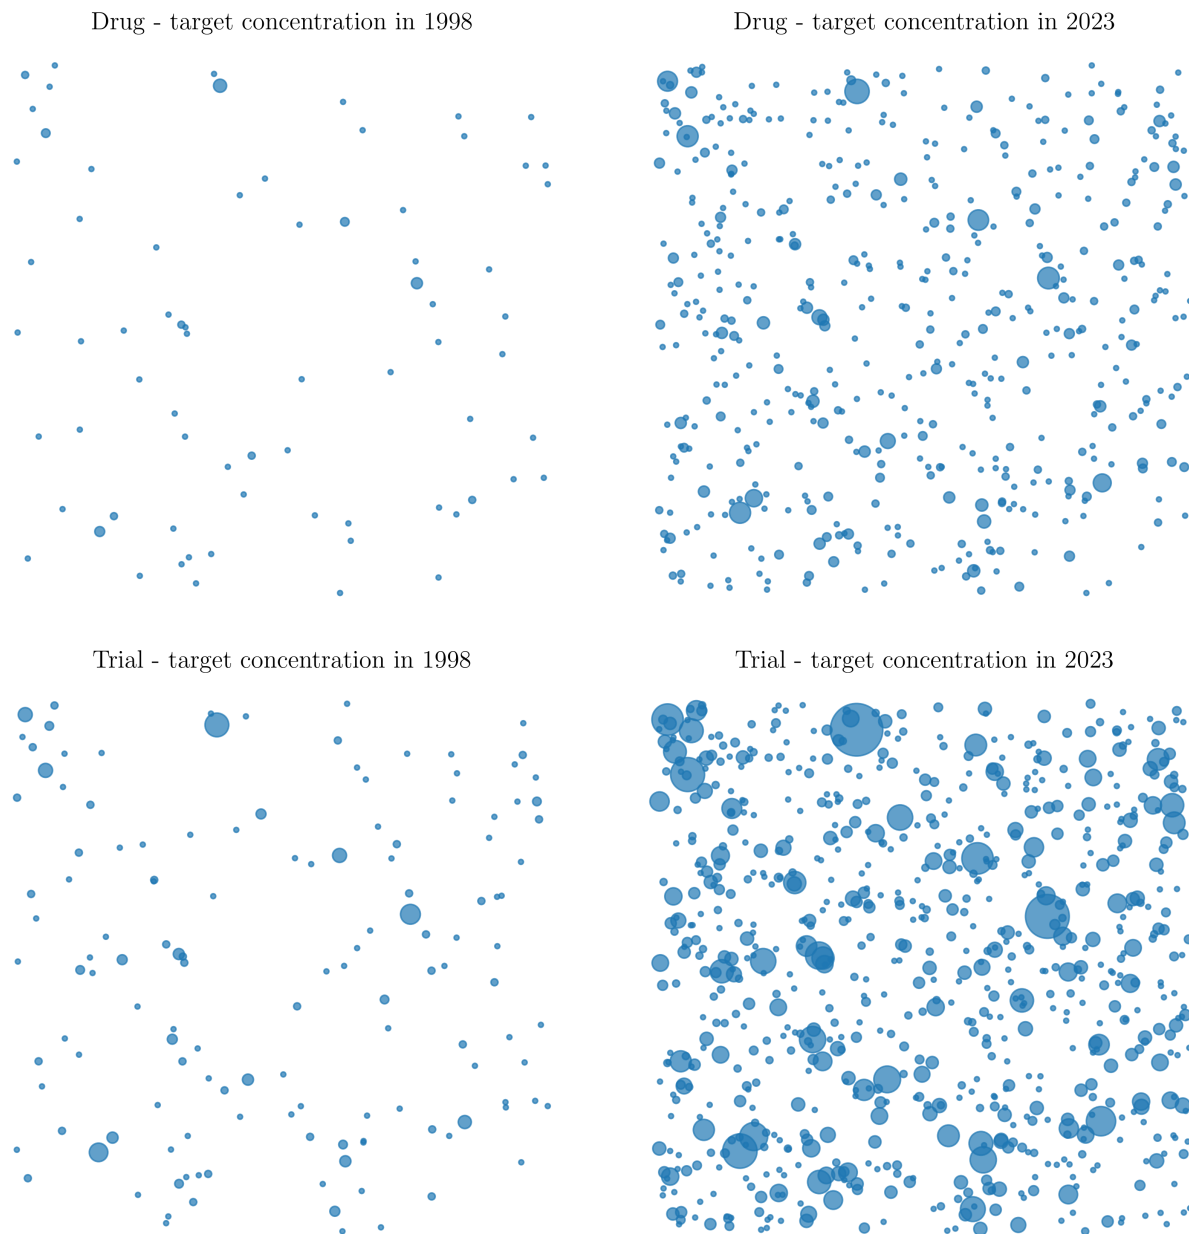 Drug - target concentration in 1998
Drug - target concentration in 2023
Trial - target concentration in 1998
Trial - target concentration in 2023